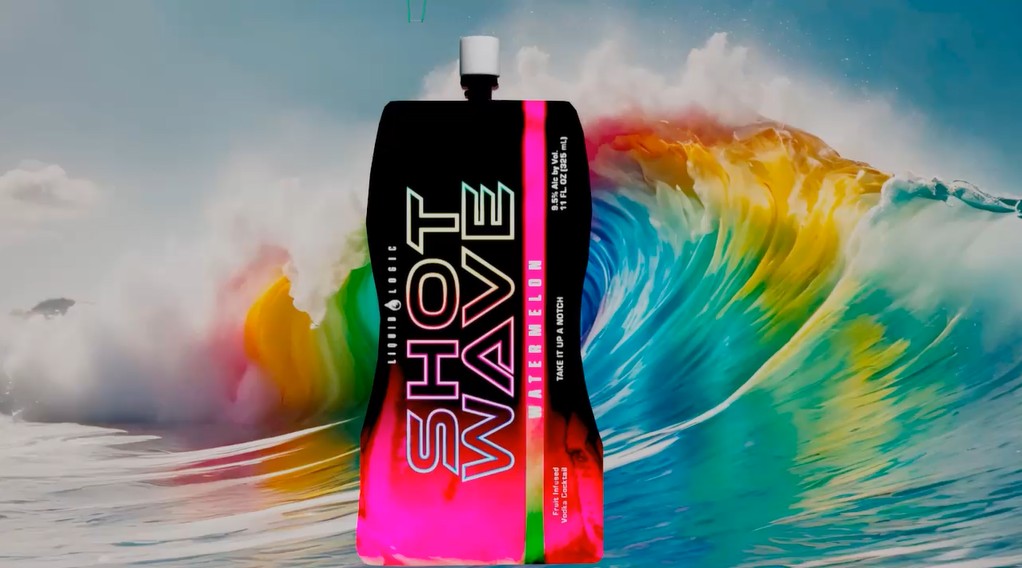 LIQUID LOGIC
SHOT
WAVE
WATERMELON
9.5% Alc by Vol.
11 FL. OZ (325 mL)
TAKE IT UP A NOTCH
Fruit Infused
Vodka Cocktail